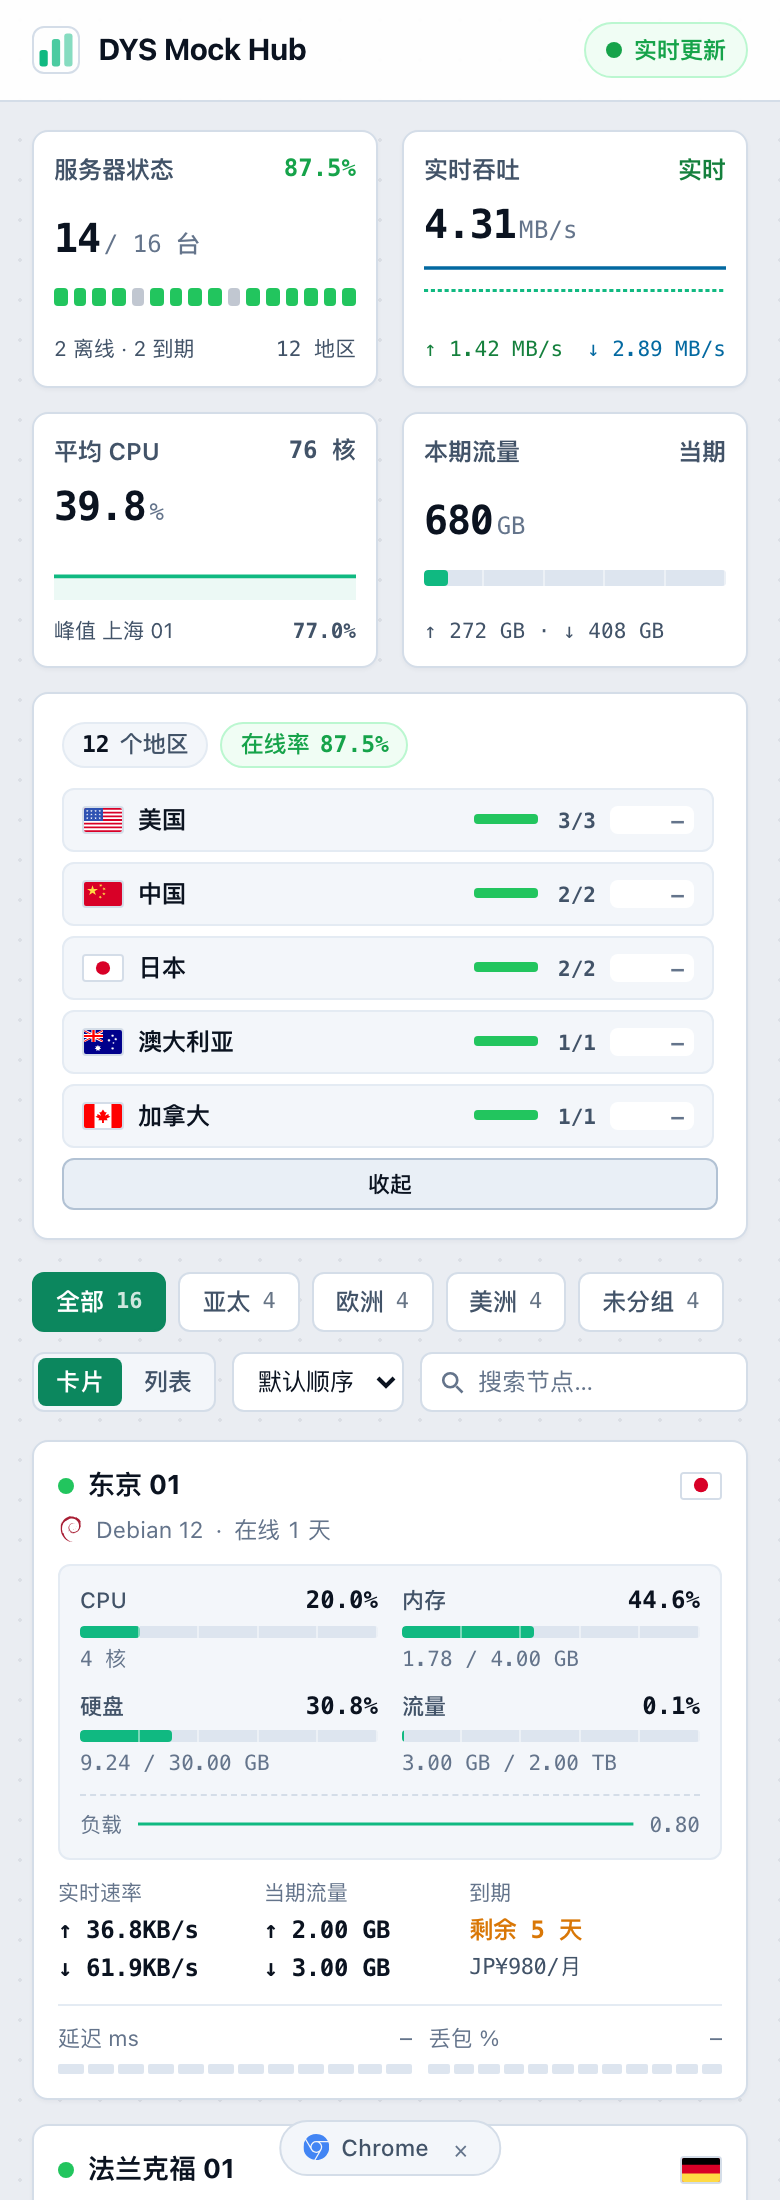 DYS Mock Hub
实时更新
服务器状态 87.5%
14 / 16 台
2 离线 · 2 到期 12 地区
实时吞吐 实时
4.31 MB/s
↑ 1.42 MB/s ↓ 2.89 MB/s
平均 CPU 76 核
39.8 %
峰值 上海 01 77.0%
本期流量 当期
680 GB
↑ 272 GB · ↓ 408 GB
12 个地区 在线率 87.5%
美国 3/3 —
中国 2/2 —
日本 2/2 —
澳大利亚 1/1 —
加拿大 1/1 —
收起
全部 16 亚太 4 欧洲 4 美洲 4 未分组 4
卡片 列表 默认顺序 搜索节点...
东京 01
Debian 12 · 在线 1 天
CPU 20.0% 内存 44.6%
4 核 1.78 / 4.00 GB
硬盘 30.8% 流量 0.1%
9.24 / 30.00 GB 3.00 GB / 2.00 TB
负载 0.80
实时速率 当期流量 到期
↑ 36.8KB/s ↑ 2.00 GB 剩余 5 天
↓ 61.9KB/s ↓ 3.00 GB JP¥980/月
延迟 ms — 丢包 % —
法兰克福 01
Chrome ×